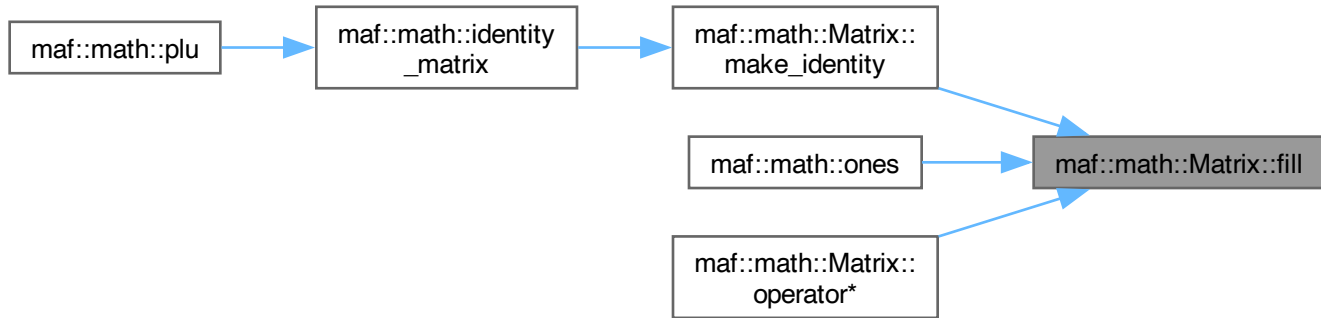 maf::math::plu
maf::math::identity
_matrix
maf::math::Matrix::
make_identity
maf::math::ones
maf::math::Matrix::fill
maf::math::Matrix::
operator*